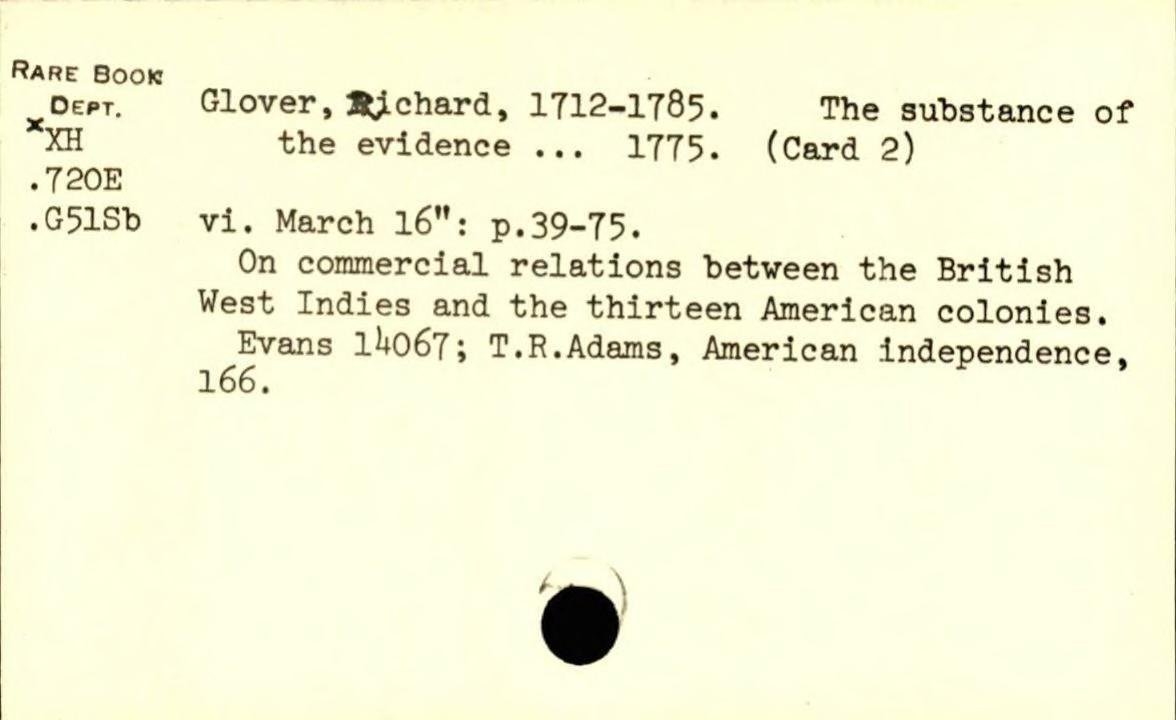 RARE BOOK
DEPT.
Glover, Richard, 1712-1785. The substance of
xXH
the evidence ... 1775. (Card 2)
.720E
.G51Sb
vi. March 16": p.39-75.
On commercial relations between the British
West Indies and the thirteen American colonies.
Evans 14067; T.R.Adams, American independence,
166.